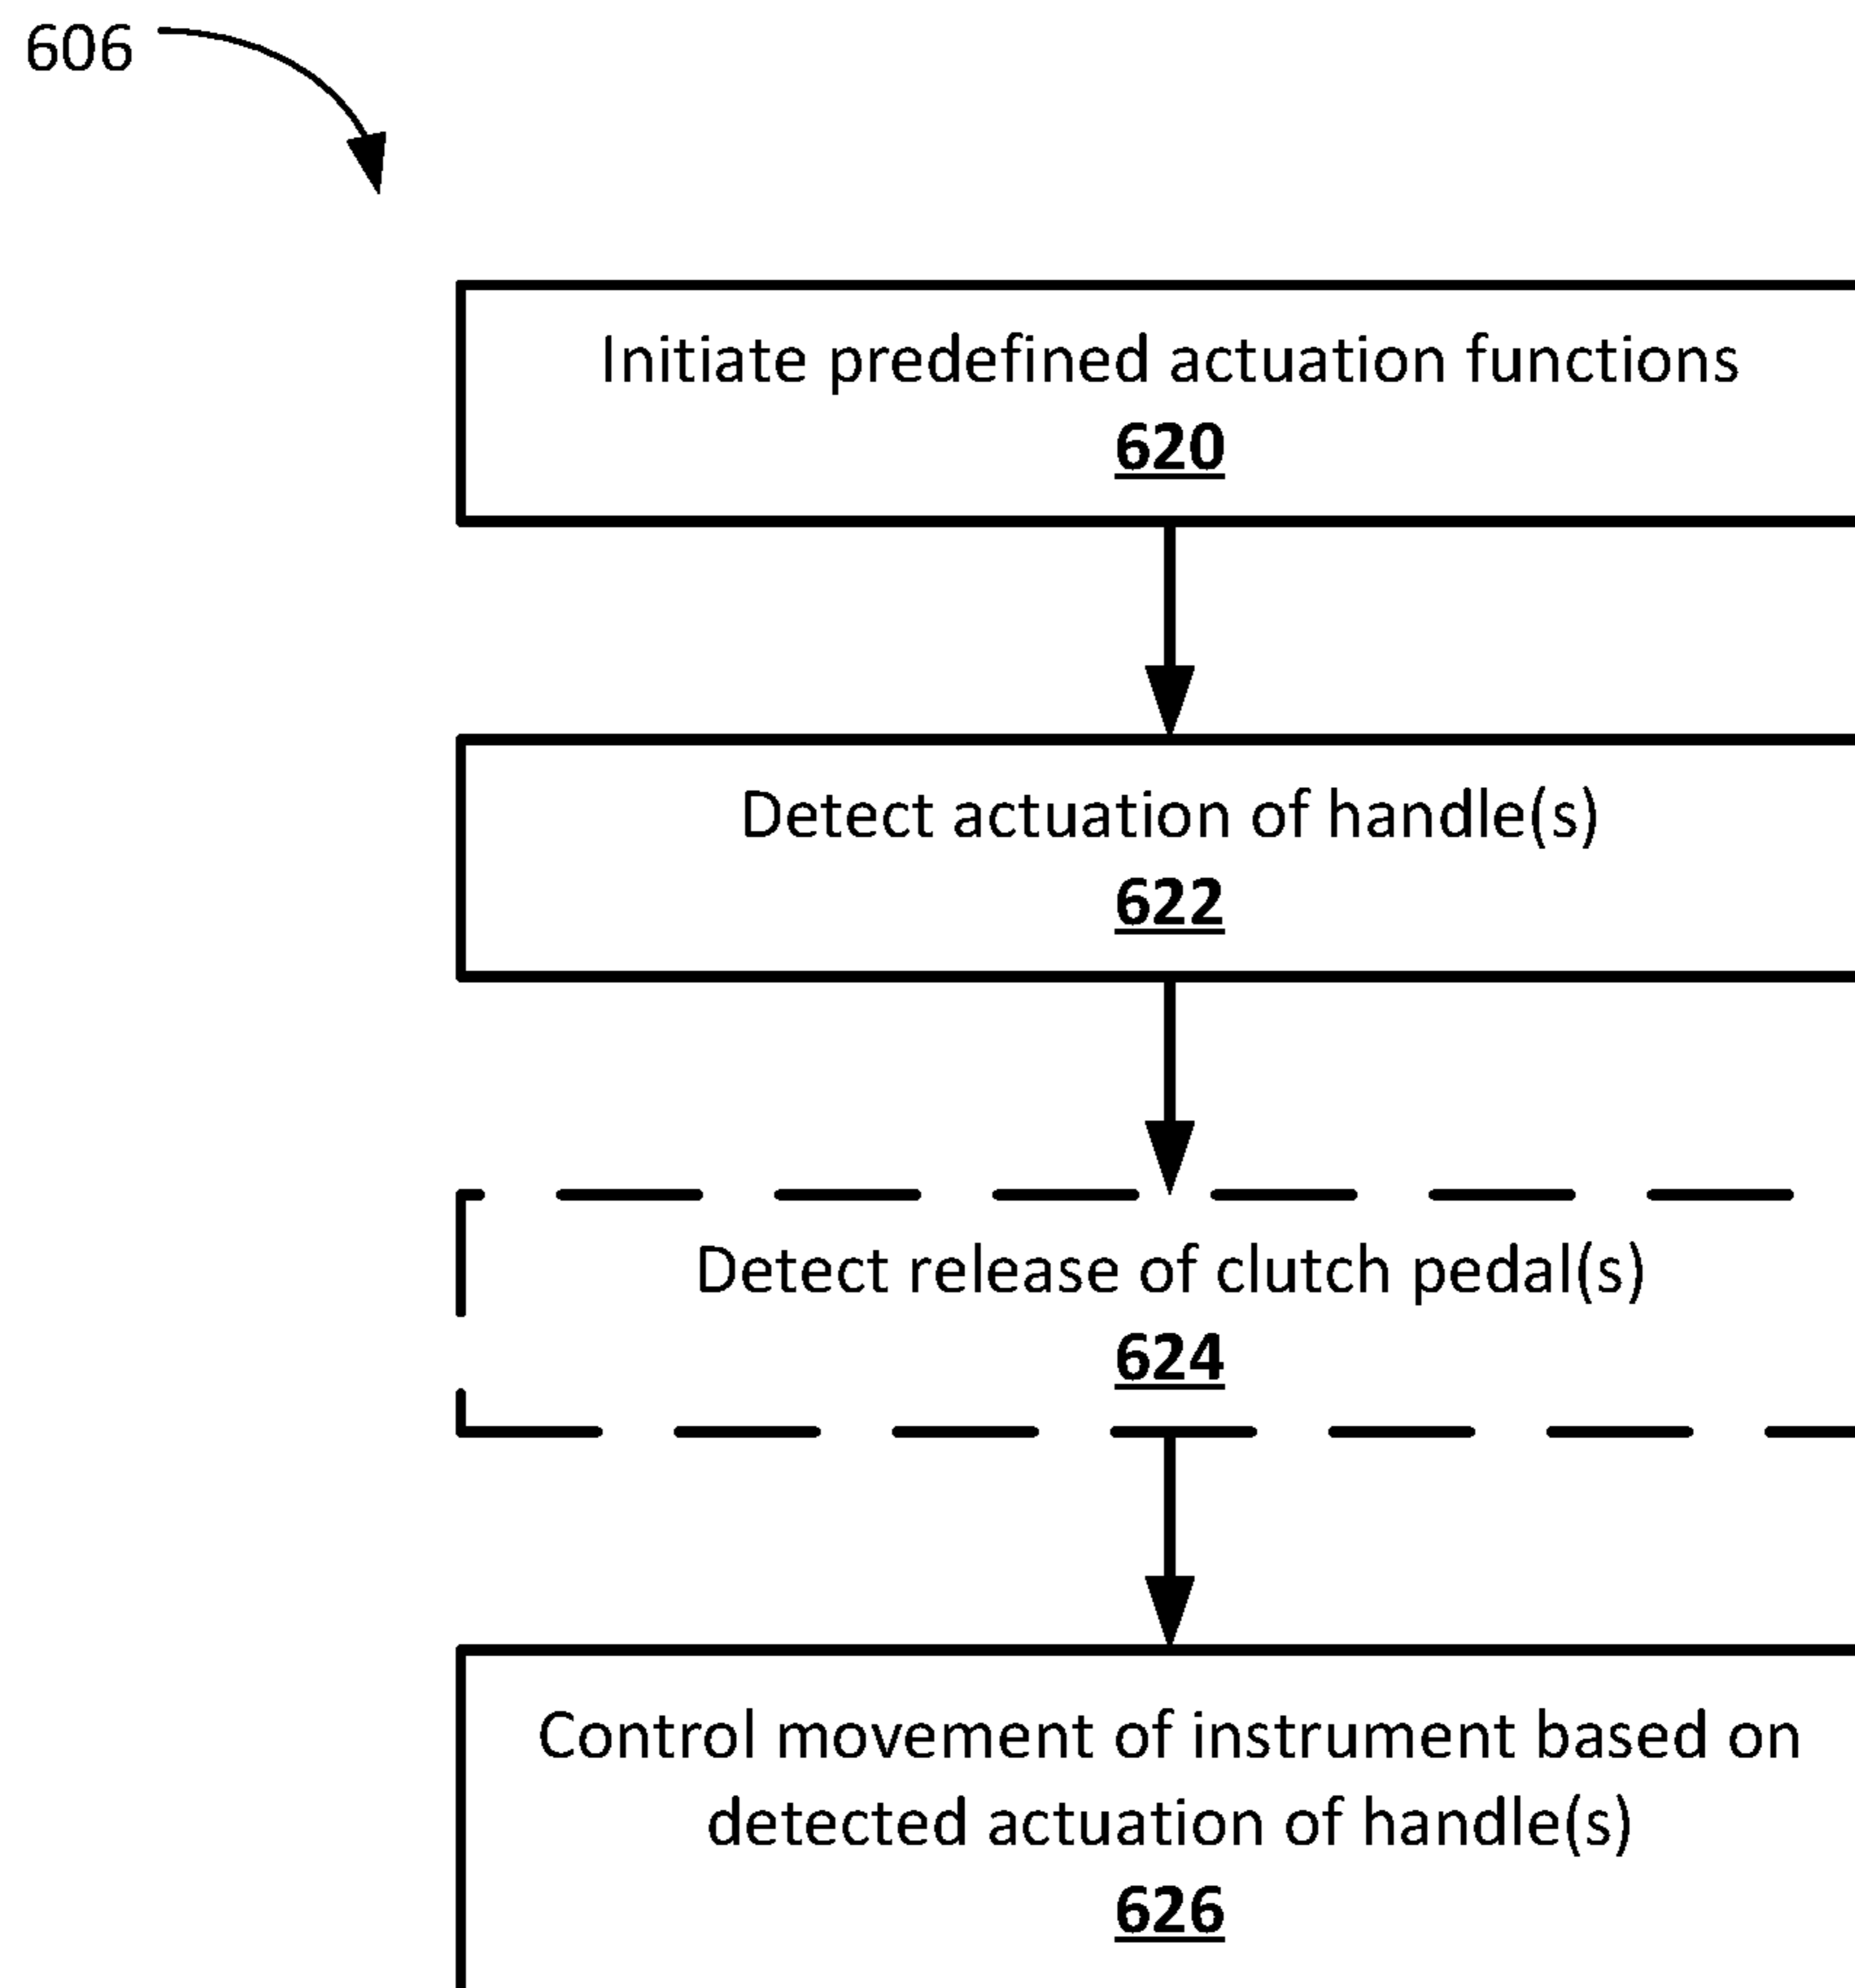 606
Initiate predefined actuation functions
620
Detect actuation of handle(s)
622
Detect release of clutch pedal(s)
624
Control movement of instrument based on
detected actuation of handle(s)
626